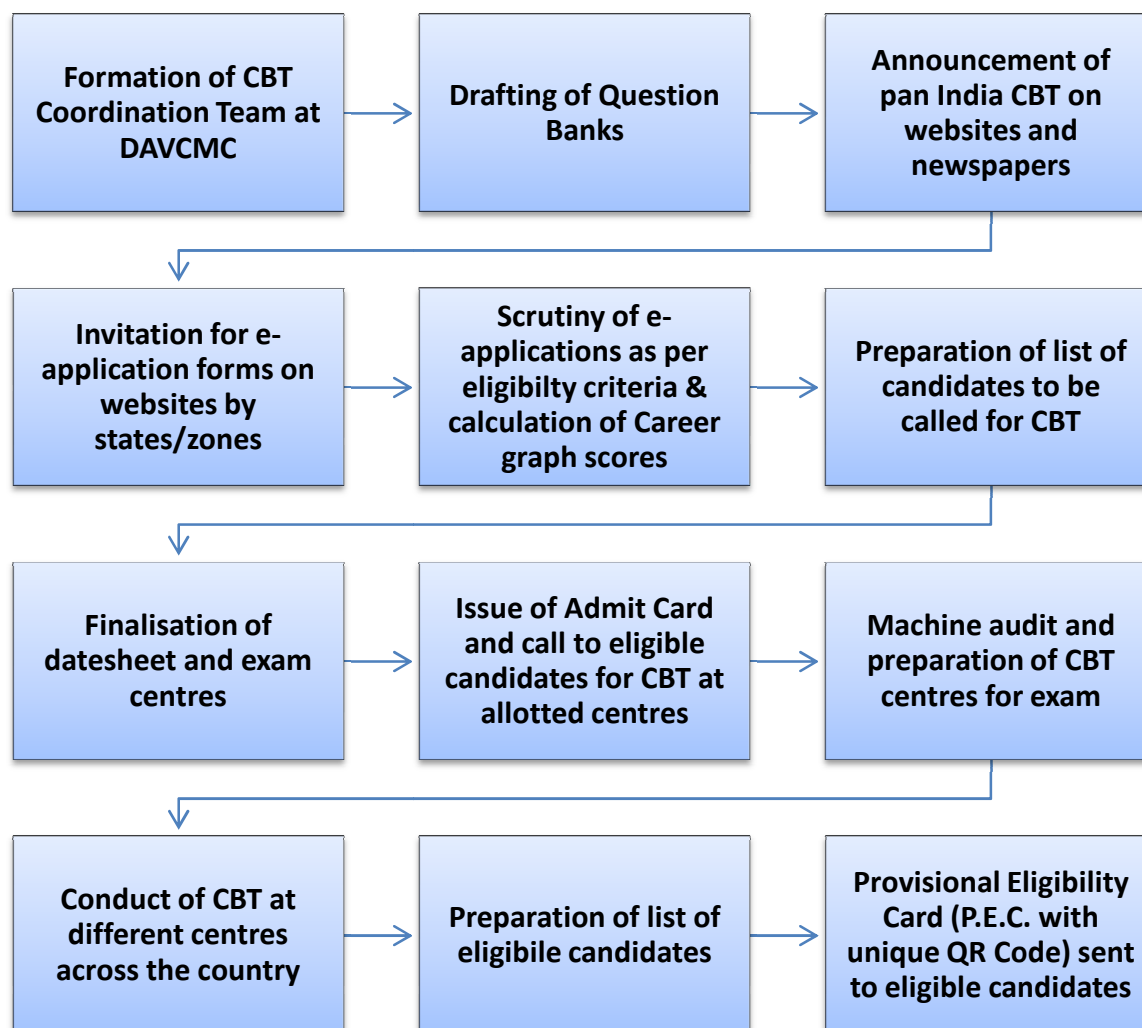 Formation of CBT
Coordination Team at
DAVCMC
Drafting of Question
Banks
Announcement of
pan India CBT on
websites and
newspapers
Invitation for e-
application forms on
websites by
states/zones
Scrutiny of e-
applications as per
eligibilty criteria &
calculation of Career
graph scores
Preparation of list of
candidates to be
called for CBT
Finalisation of
datesheet and exam
centres
Issue of Admit Card
and call to eligible
candidates for CBT at
allotted centres
Machine audit and
preparation of CBT
centres for exam
Conduct of CBT at
different centres
across the country
Preparation of list of
eligibile candidates
Provisional Eligibility
Card (P.E.C. with
unique QR Code) sent
to eligible candidates